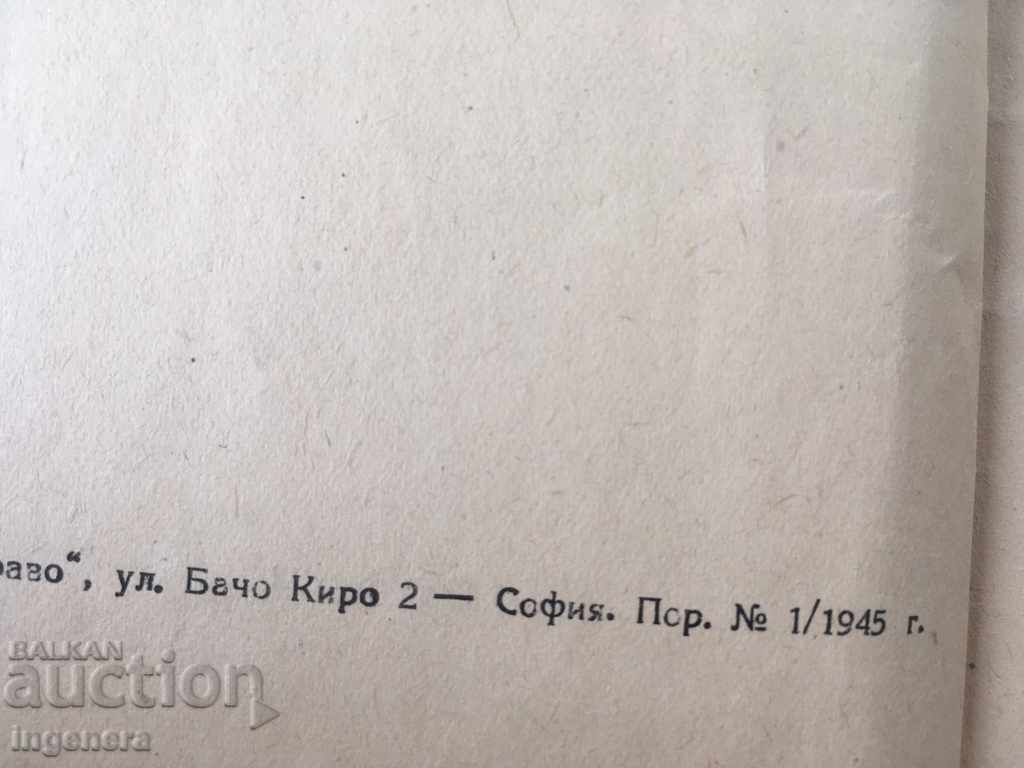 раво“, ул. Бачо Киро 2 — София. Пор. № 1/1945 г.
BALKAN
auction
ingenera